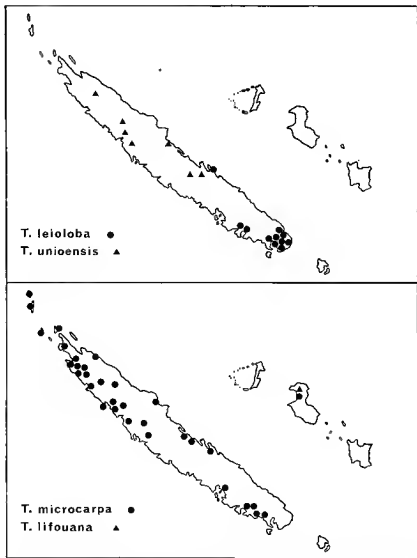 T. leioloba ●
T. unioensis ▲
T. microcarpa ●
T. lifouana ▲